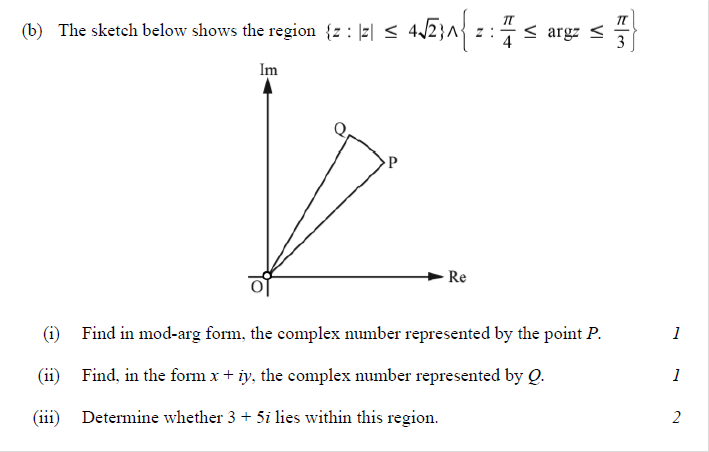 (b) The sketch below shows the region {z : |z| ≤ 4√2}∧{ z : π/4 ≤ argz ≤ π/3 }
Im
Q
P
Re
O
(i) Find in mod-arg form, the complex number represented by the point P. 1
(ii) Find, in the form x + iy, the complex number represented by Q. 1
(iii) Determine whether 3 + 5i lies within this region. 2